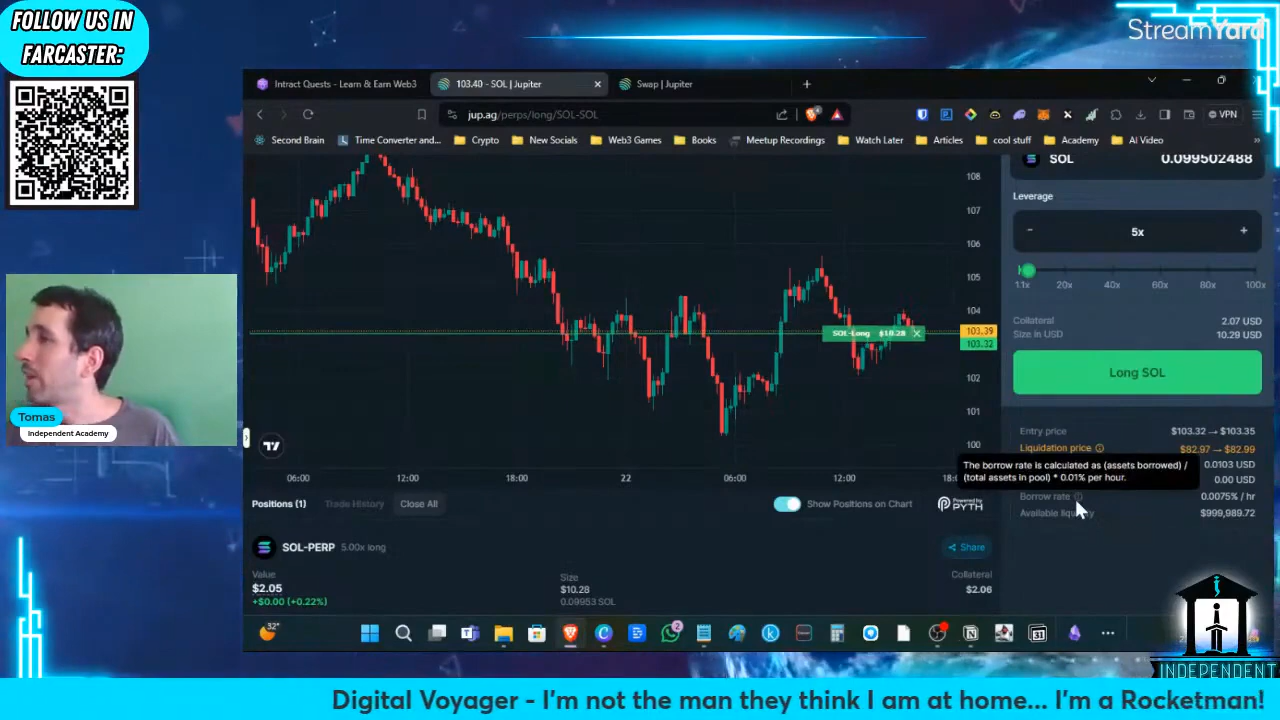 FOLLOW US IN
FARCASTER:
StreamYard
Intract Quests - Learn & Earn Web3
103.40 - SOL | Jupiter
Swap | Jupiter
jup.ag/perps/long/SOL-SOL
VPN
Second Brain
Time Converter and...
Crypto
New Socials
Web3 Games
Books
Meetup Recordings
Watch Later
Articles
cool stuff
Academy
AI Video
SOL
0.099502488
Leverage
5x
1.1x 20x 40x 60x 80x 100x
Collateral 2.07 USD
Size in USD 10.29 USD
Long SOL
Entry price $103.32 → $103.35
Liquidation price $82.97 → $82.99
The borrow rate is calculated as (assets borrowed) /
(total assets in pool) * 0.01% per hour.
0.0103 USD
0.00 USD
Borrow rate 0.0075% / hr
Available liquidity $999,989.72
108
107
106
105
104
103.39
103.32
102
101
100
SOL-Long $10.28
06:00 12:00 18:00 22 06:00 12:00 18:0
Positions (1)
Trade History
Close All
Show Positions on Chart
Powered by
PYTH
SOL-PERP 5.00x long
Share
Value
$2.05
+$0.00 (+0.22%)
Size
$10.28
0.09953 SOL
Collateral
$2.06
Tomas
Independent Academy
32°
2
31
INDEPENDENT
Digital Voyager - I'm not the man they think I am at home... I'm a Rocketman!